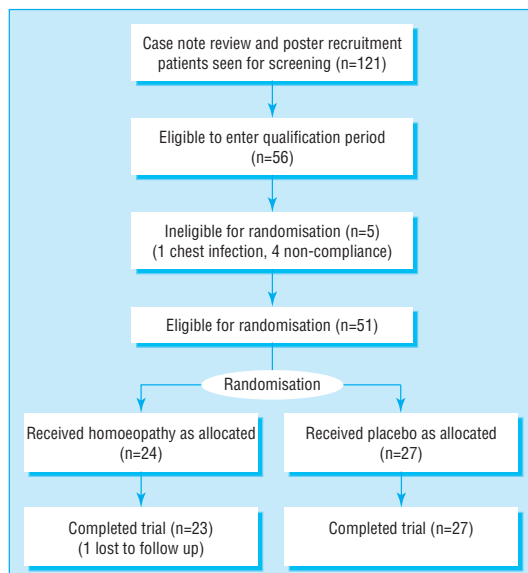 Case note review and poster recruitment
patients seen for screening (n=121)
Eligible to enter qualification period
(n=56)
Ineligible for randomisation (n=5)
(1 chest infection, 4 non-compliance)
Eligible for randomisation (n=51)
Randomisation
Received homoeopathy as allocated
(n=24)
Received placebo as allocated
(n=27)
Completed trial (n=23)
(1 lost to follow up)
Completed trial (n=27)